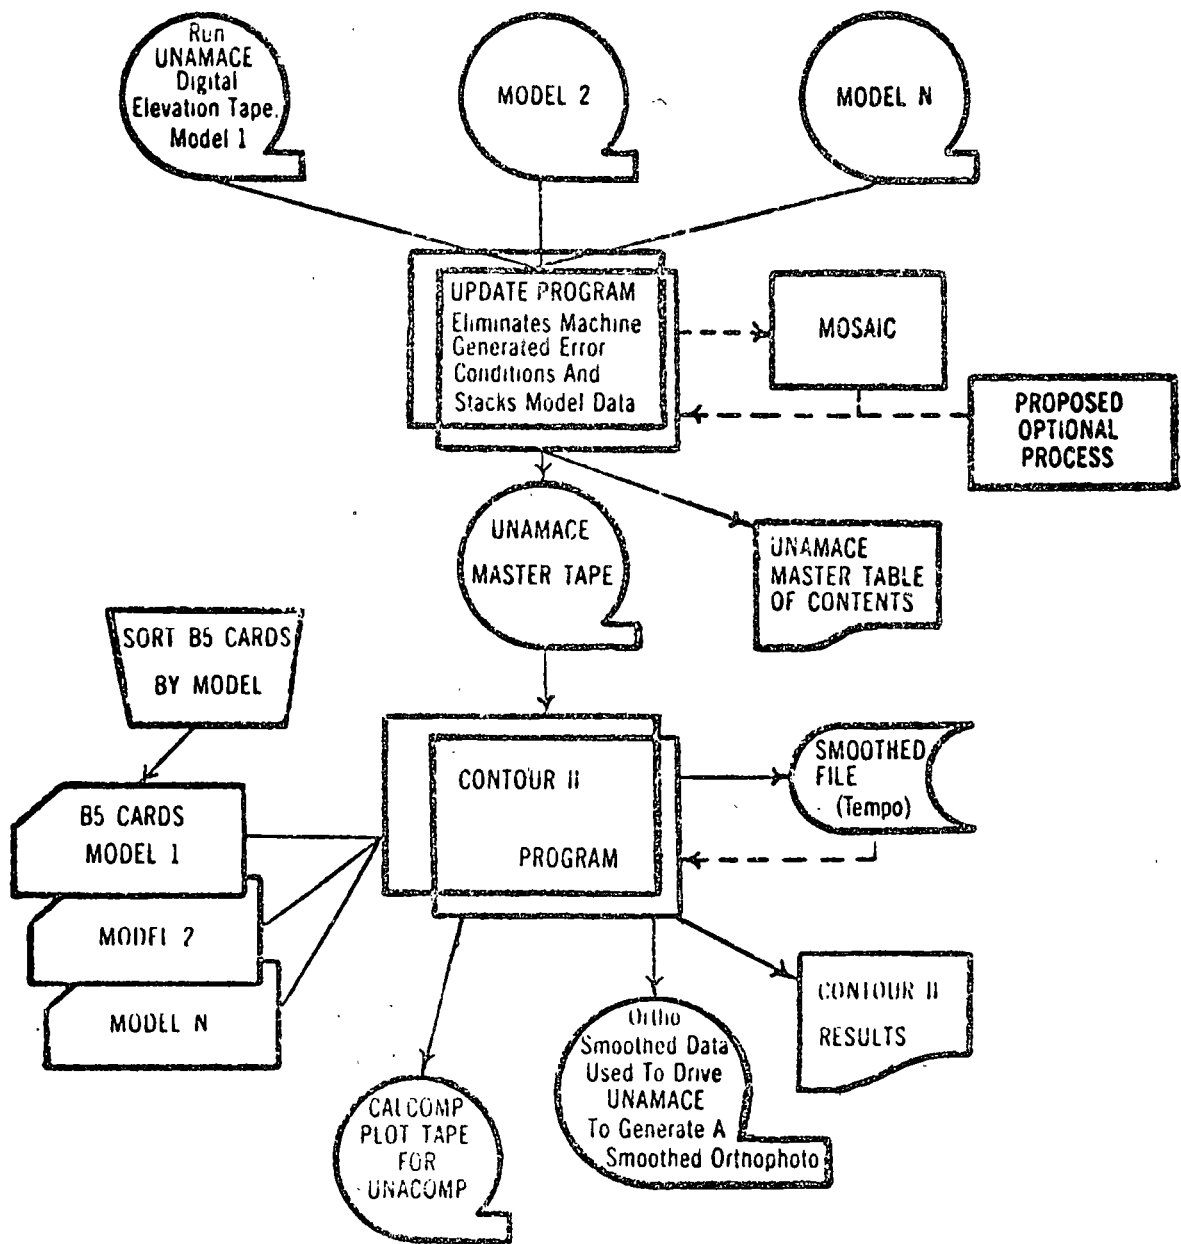 Run
UNAMACE
Digital
Elevation Tape.
Model 1
MODEL 2
MODEL N
UPDATE PROGRAM
Eliminates Machine
Generated Error
Conditions And
Stacks Model Data
MOSAIC
PROPOSED
OPTIONAL
PROCESS
UNAMACE
MASTER TAPE
UNAMACE
MASTER TABLE
OF CONTENTS
SORT B5 CARDS
BY MODEL
B5 CARDS
MODEL 1
MODEL 2
MODEL N
CONTOUR II
PROGRAM
SMOOTHED
FILE
(Tempo)
CONTOUR II
RESULTS
Ortho
Smoothed Data
Used To Drive
UNAMACE
To Generate A
Smoothed Orthophoto
CALCOMP
PLOT TAPE
FOR
UNACOMP